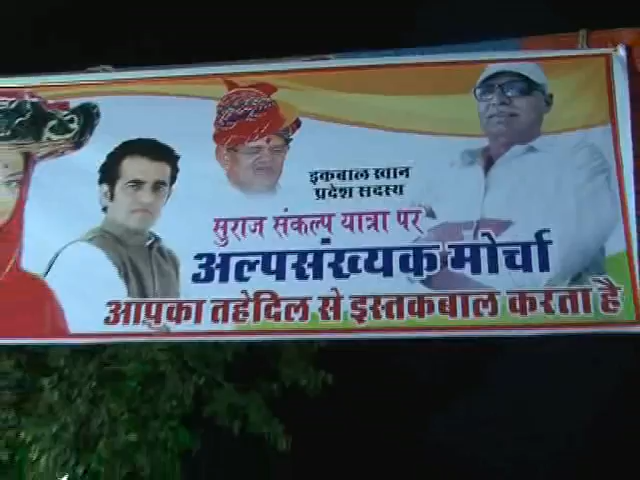 इकबाल खान
प्रदेश सदस्य
सुराज संकल्प यात्रा पर
अल्पसंख्यक मोर्चा
आपका तहेदिल से इस्तकबाल करता है